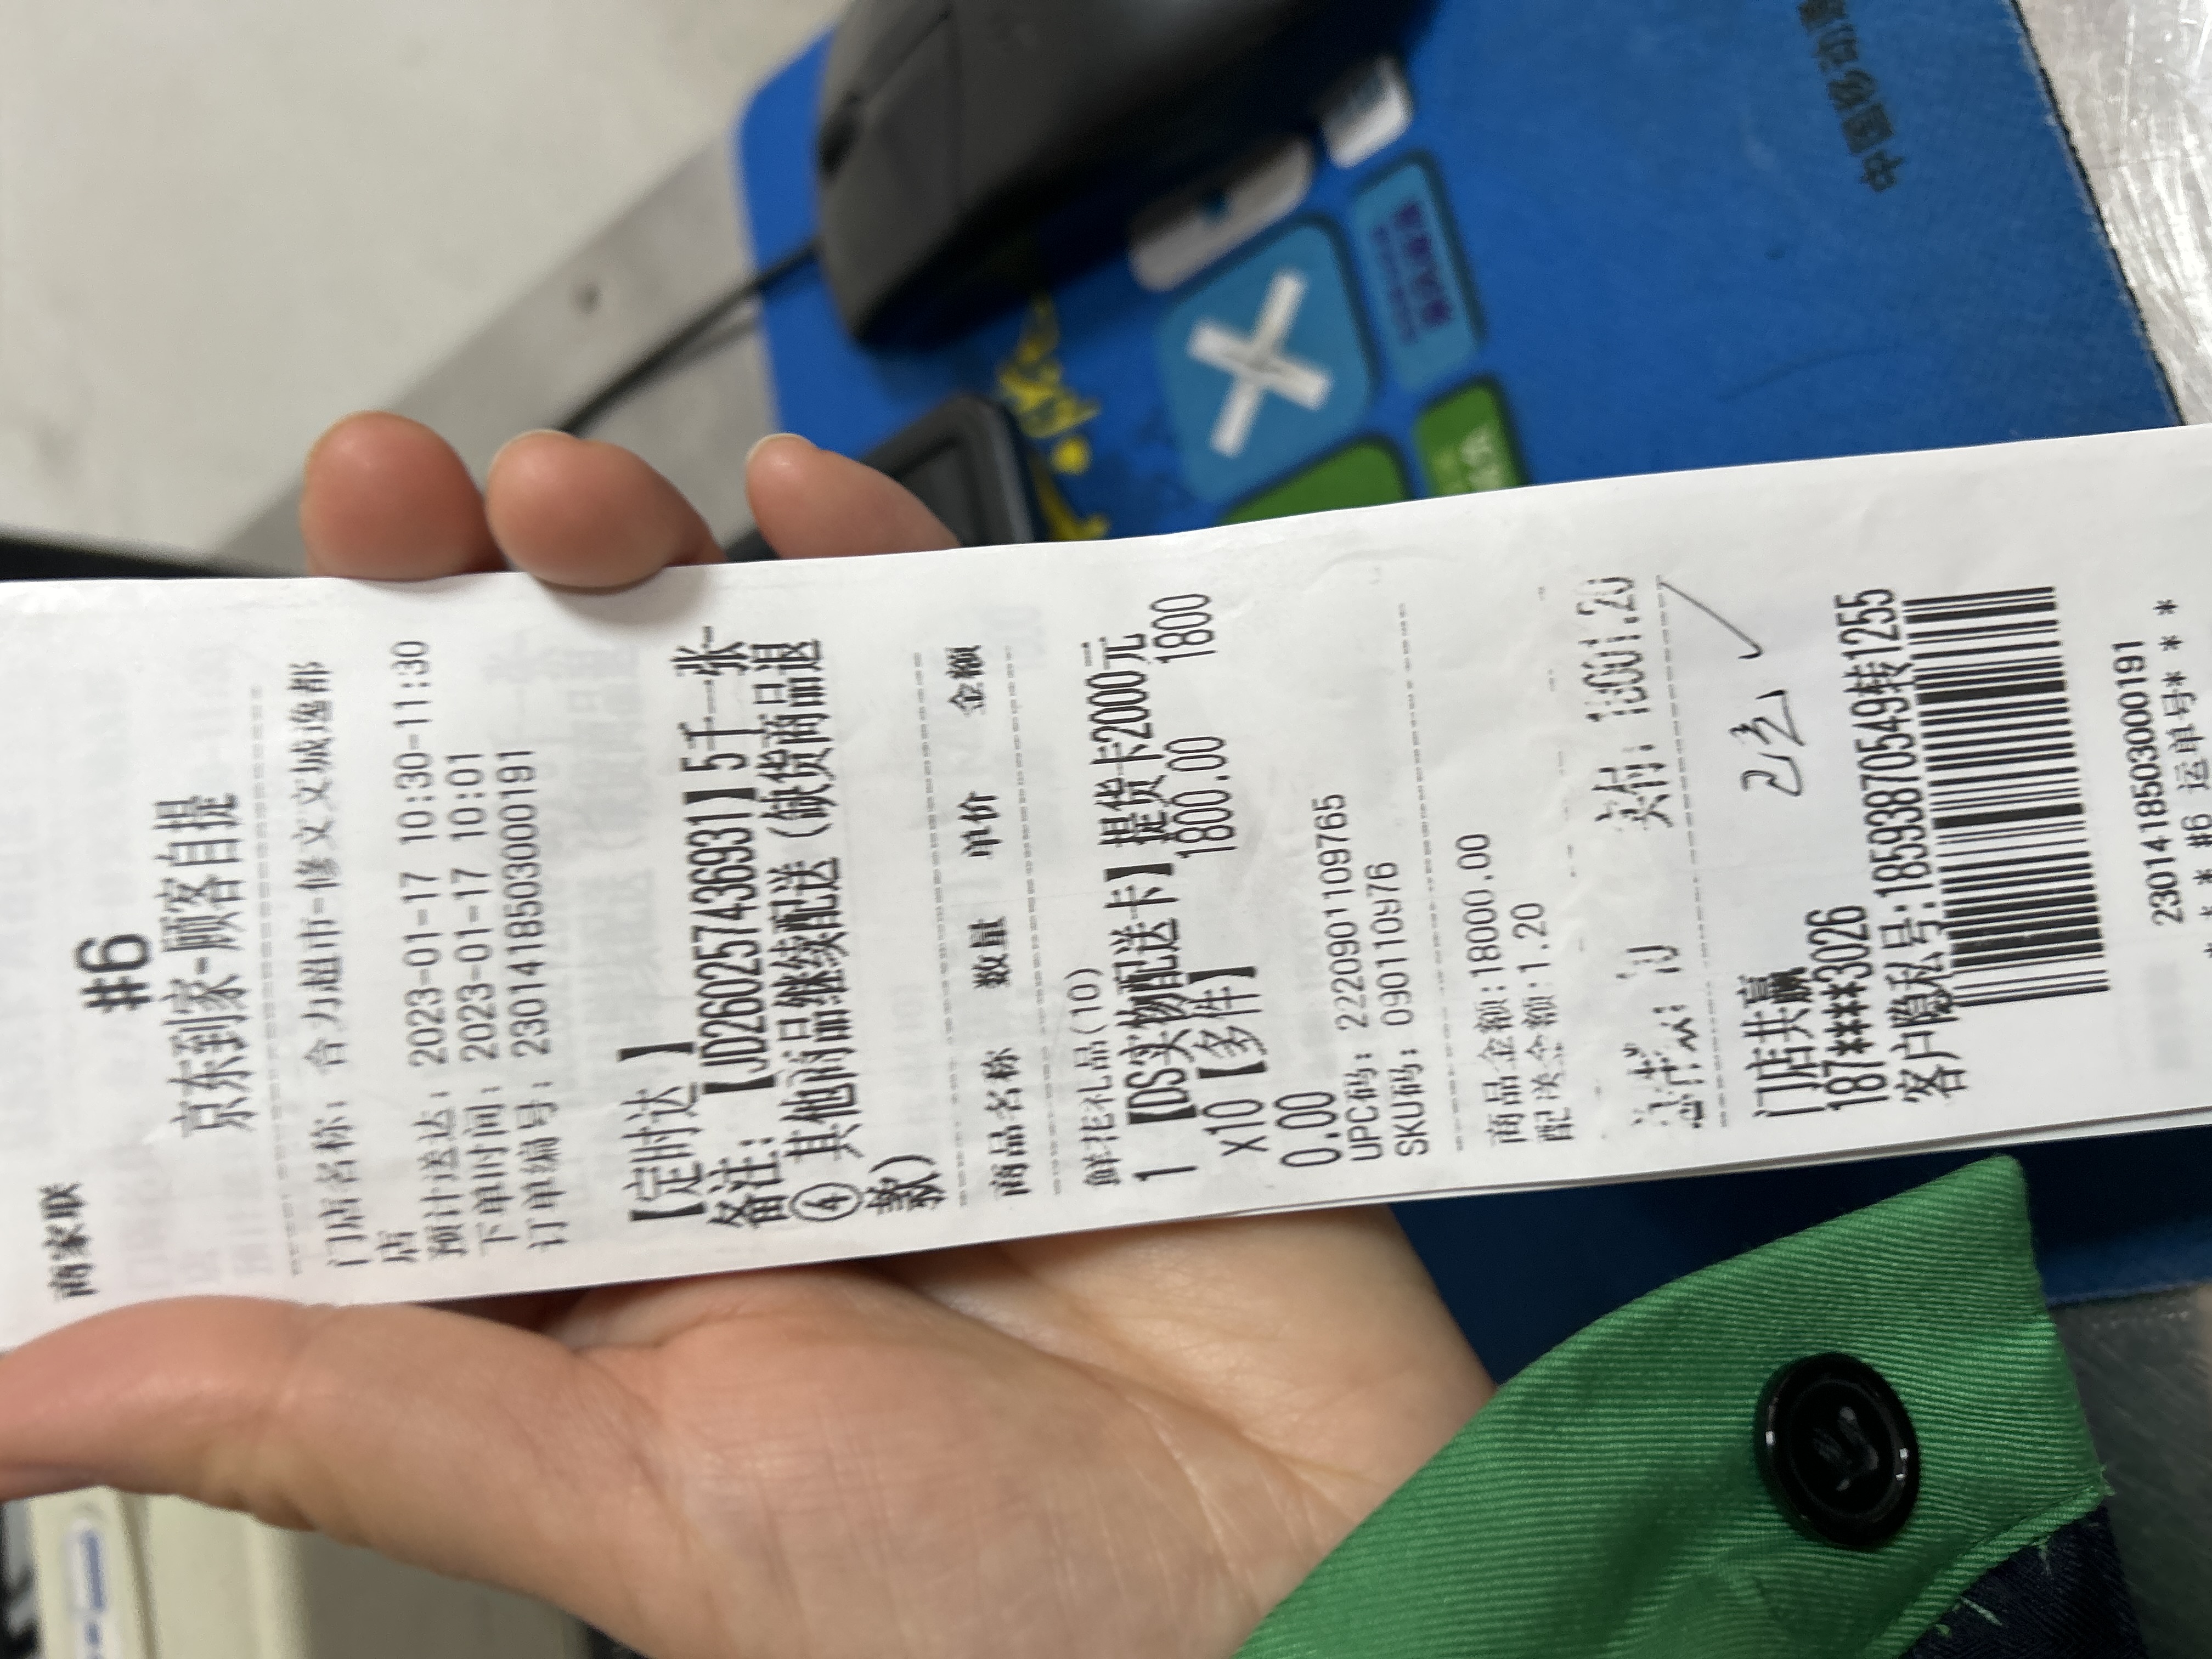 商家联
#6
京东到家-顾客自提
门店名称：合力超市-修文文城逸都
店
预计送达：2023-01-17 10:30-11:30
下单时间：2023-01-17 10:01
订单编号：2301418503000191
【定时达】
备注：【JD260257436931】5千一张-
④其他商品继续配送（缺货商品退
款）
商品名称 数量 单价 金额
鲜花礼品(10)
1【DS实物配送卡】提货卡2000元
x10【多件】 1800.00 1800
0.00
UPC码：2220901109765
SKU码：090110976
商品金额:18000.00
配送金额:1.20
实付：18001.20
门店共赢
187***3026
客户隐私号:18593870549转1255
2301418503000191
* * #6 运单号* * *
中国移动